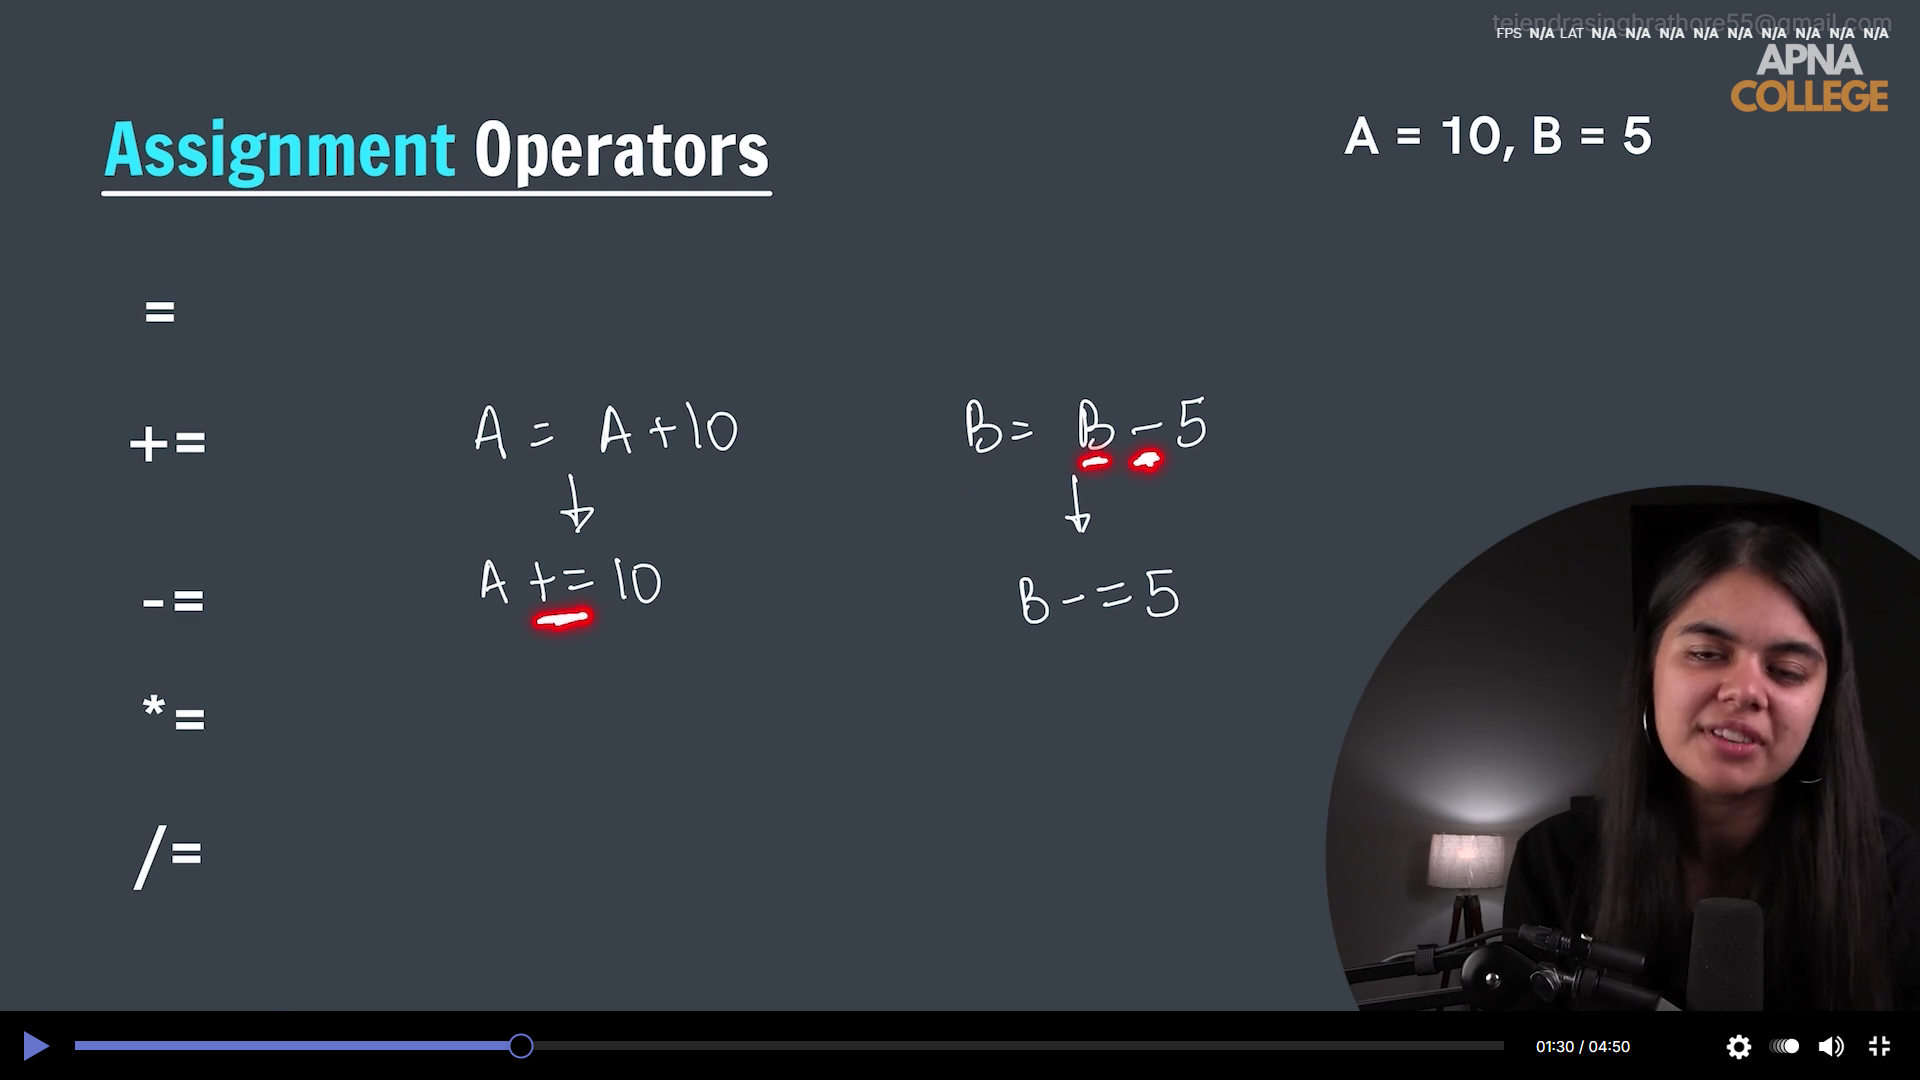 tejendrasinghrathore55@gmail.com
FPS N/A LAT N/A N/A N/A N/A N/A N/A N/A N/A N/A
APNA
COLLEGE
Assignment Operators
A = 10, B = 5
=
+= A = A+10 B = B - 5
A += 10 B -= 5
-=
*=
/=
01:30 / 04:50